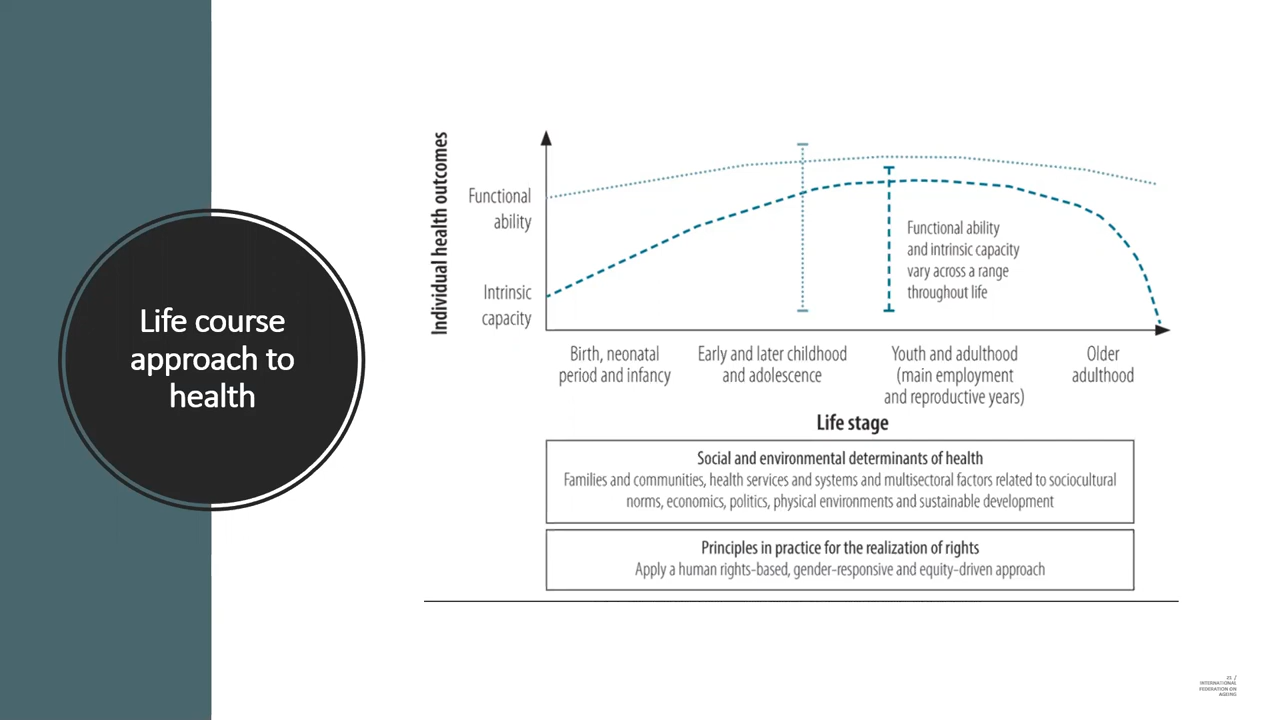 Life course
approach to
health
Individual health outcomes
Functional
ability
Intrinsic
capacity
Functional ability
and intrinsic capacity
vary across a range
throughout life
Birth, neonatal
period and infancy
Early and later childhood
and adolescence
Youth and adulthood
(main employment
and reproductive years)
Older
adulthood
Life stage
Social and environmental determinants of health
Families and communities, health services and systems and multisectoral factors related to sociocultural
norms, economics, politics, physical environments and sustainable development
Principles in practice for the realization of rights
Apply a human rights-based, gender-responsive and equity-driven approach
INTERNATIONAL
FEDERATION ON
AGEING